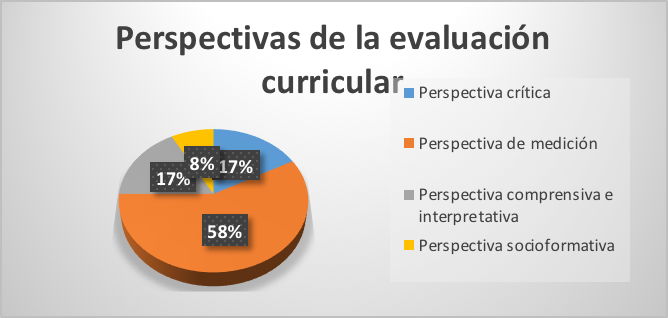 Perspectivas de la evaluación
curricular
Perspectiva crítica
Perspectiva de medición
Perspectiva comprensiva e
interpretativa
Perspectiva socioformativa
8%
17%
17%
58%